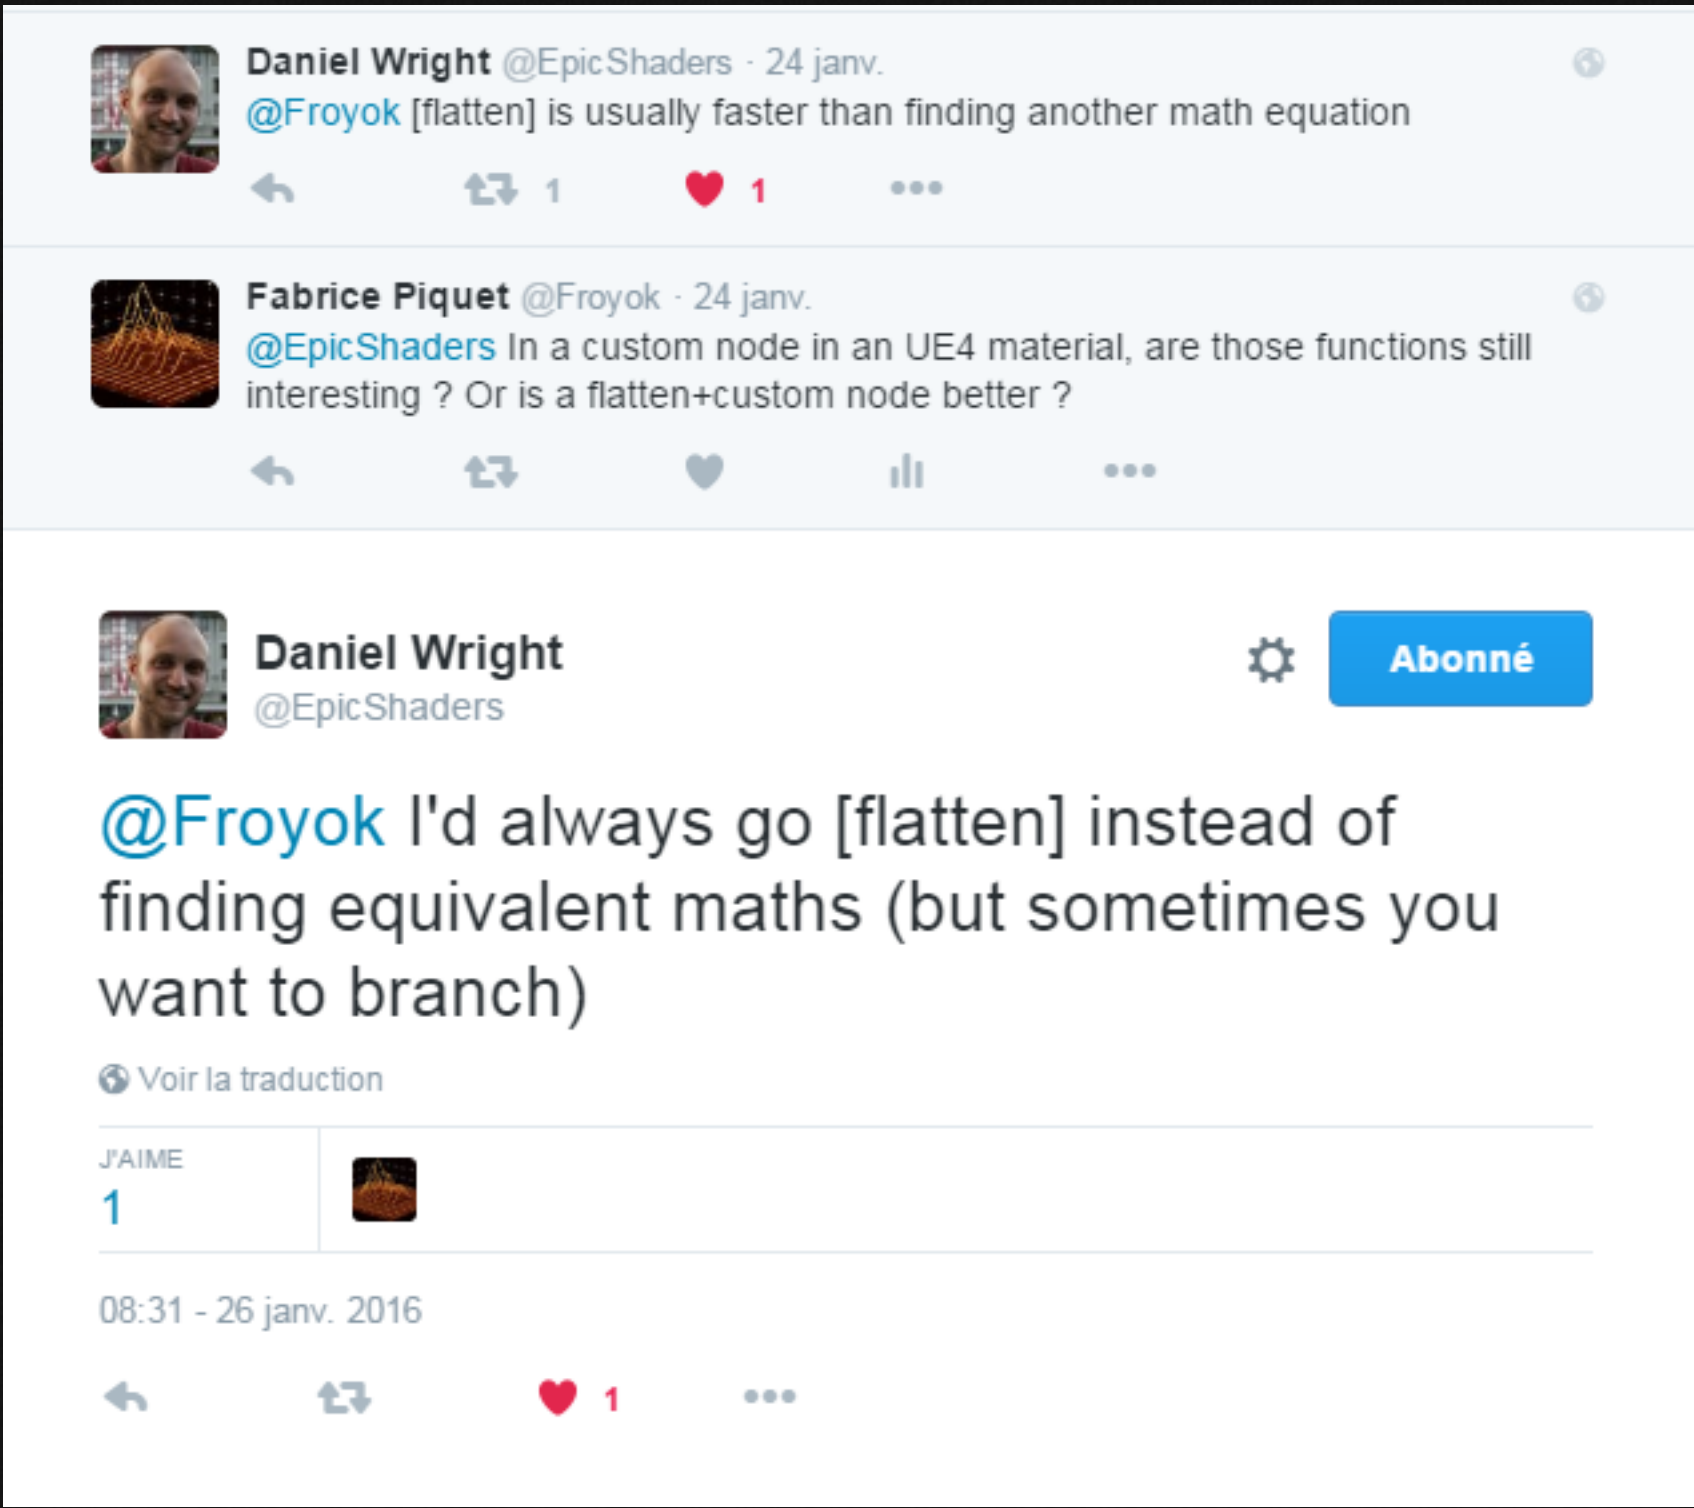 Daniel Wright @EpicShaders · 24 janv.
@Froyok [flatten] is usually faster than finding another math equation
1 1
Fabrice Piquet @Froyok · 24 janv.
@EpicShaders In a custom node in an UE4 material, are those functions still
interesting ? Or is a flatten+custom node better ?
Daniel Wright
@EpicShaders
Abonné
@Froyok I'd always go [flatten] instead of
finding equivalent maths (but sometimes you
want to branch)
Voir la traduction
J'AIME
1
08:31 - 26 janv. 2016
1